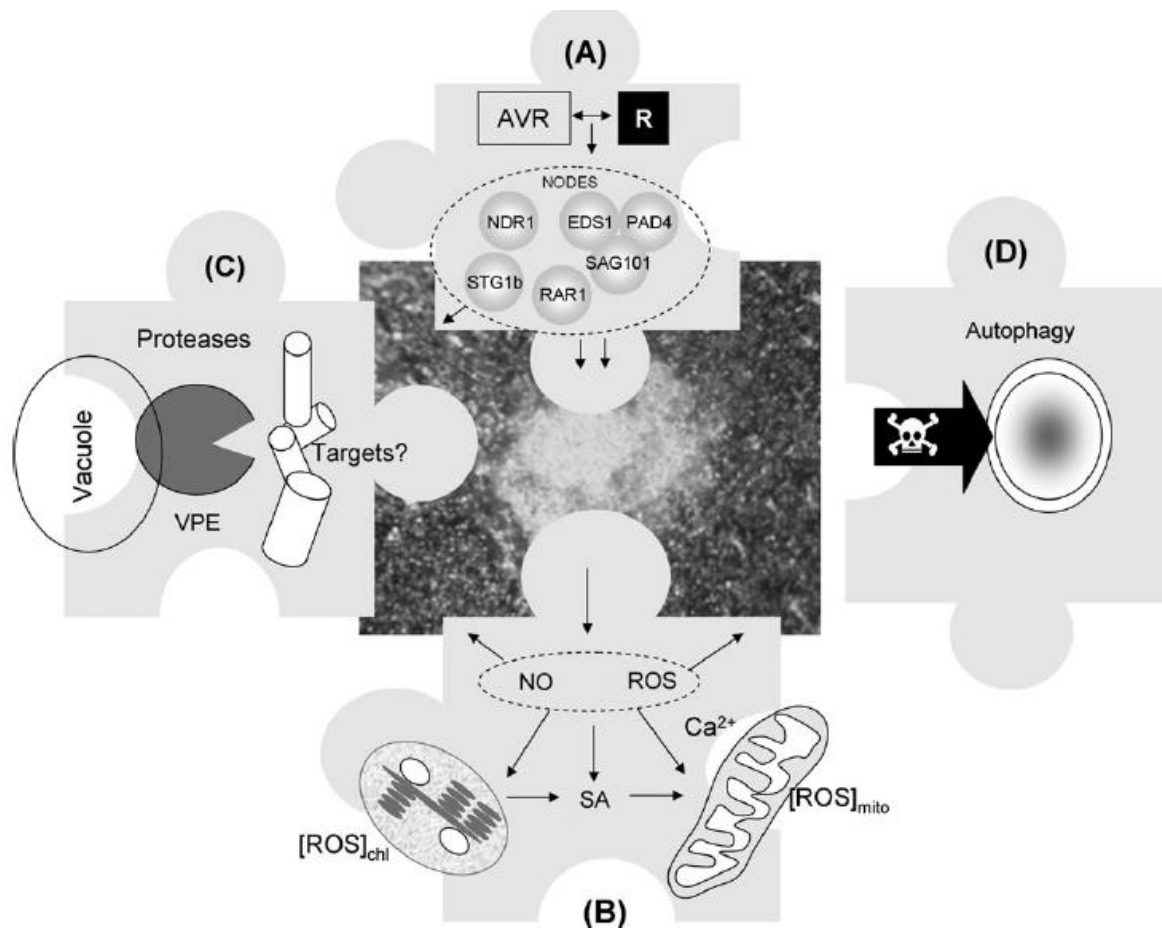 (A)
AVR
R
NODES
NDR1
EDS1
PAD4
SAG101
STG1b
RAR1
(C)
Proteases
Vacuole
Targets?
VPE
(D)
Autophagy
NO
ROS
Ca²⁺
SA
[ROS]mito
[ROS]chl
(B)